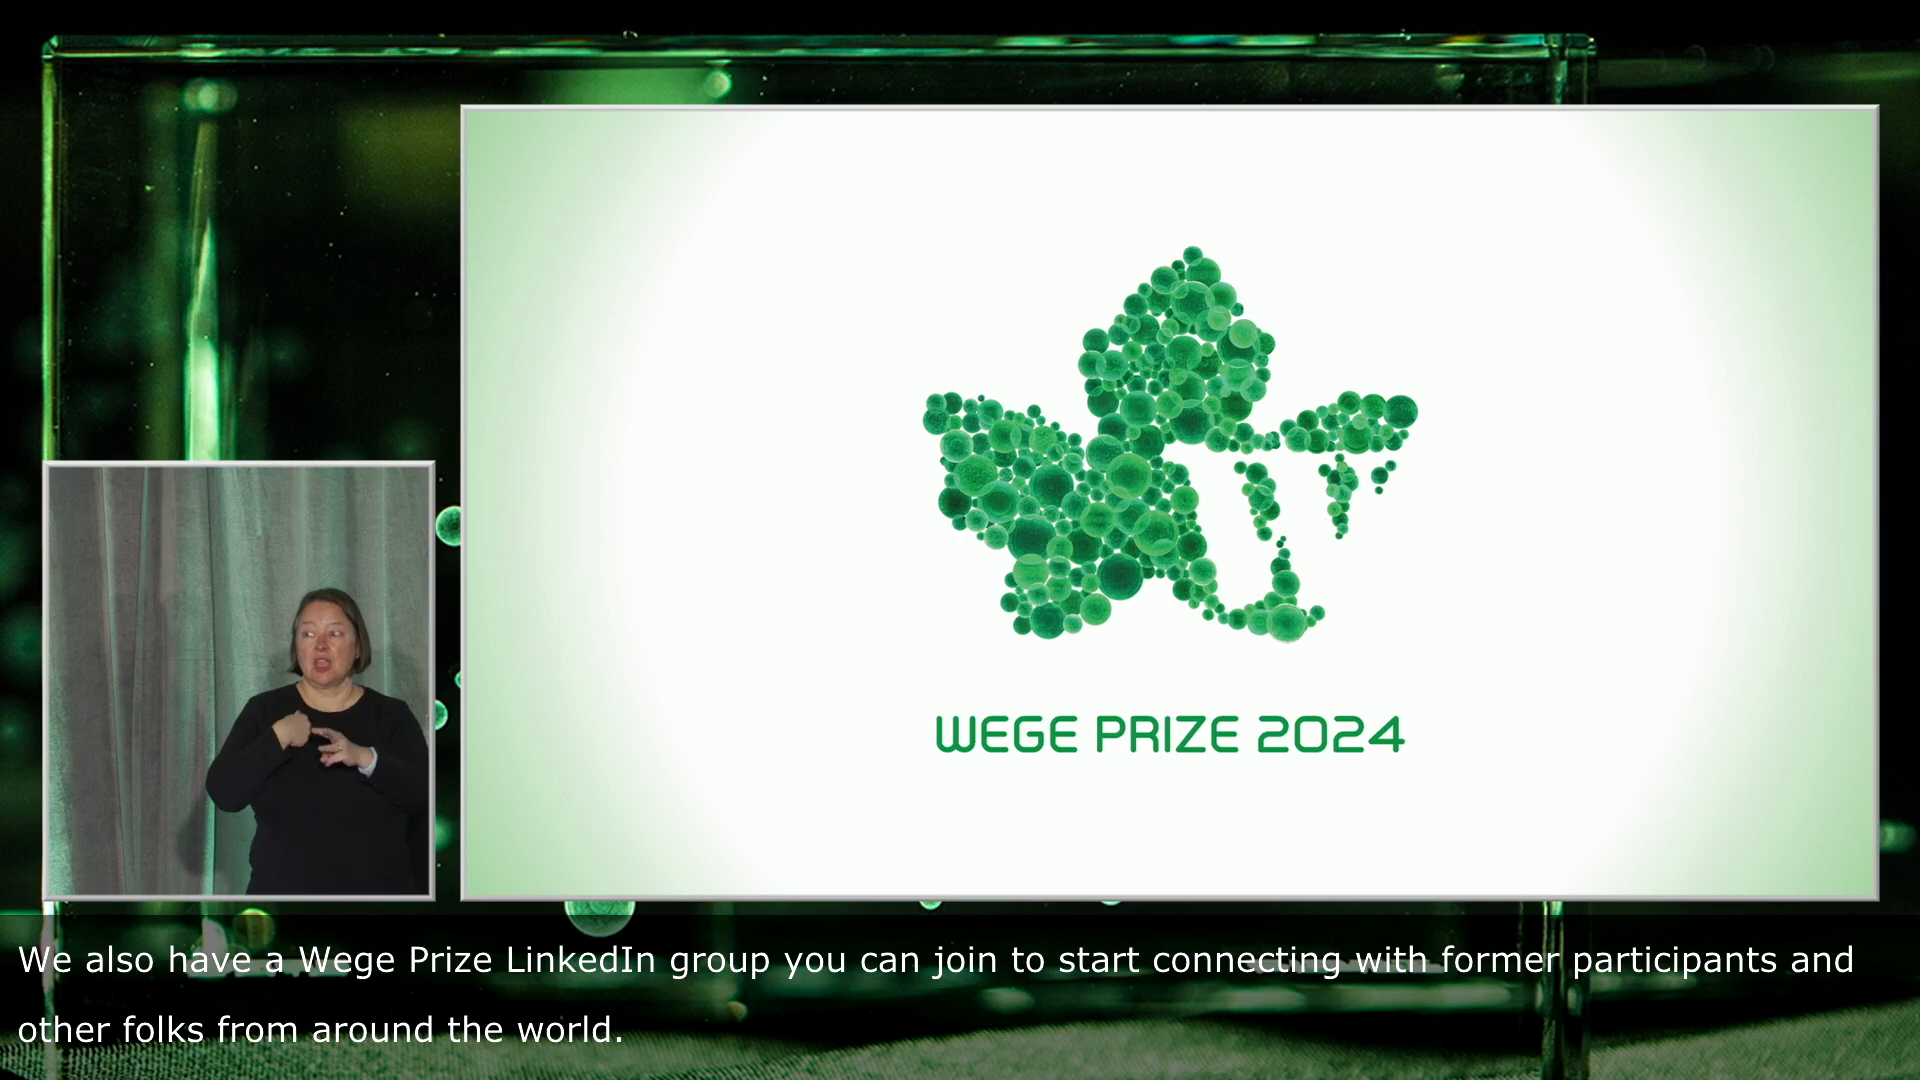 WEGE PRIZE 2024
We also have a Wege Prize LinkedIn group you can join to start connecting with former participants and
other folks from around the world.